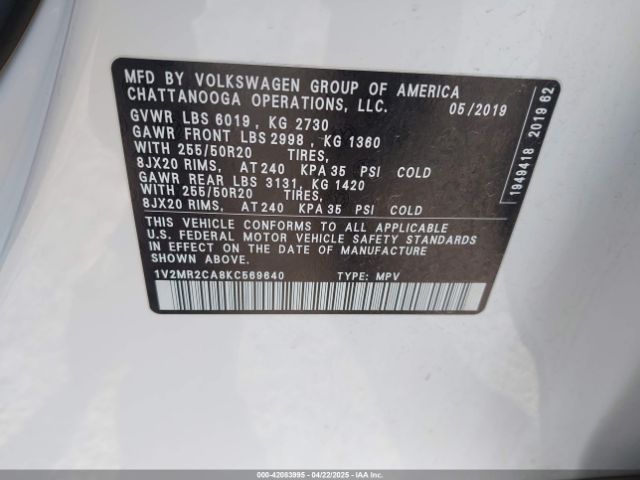 MFD BY VOLKSWAGEN GROUP OF AMERICA
CHATTANOOGA OPERATIONS, LLC.
05/2019
GVWR LBS 6019 , KG 2730
GAWR FRONT LBS 2998 , KG 1360
WITH 255/50R20 TIRES,
8JX20 RIMS, AT 240 KPA 35 PSI COLD
GAWR REAR LBS 3131, KG 1420
WITH 255/50R20 TIRES,
8JX20 RIMS, AT 240 KPA 35 PSI COLD
THIS VEHICLE CONFORMS TO ALL APPLICABLE
U.S. FEDERAL MOTOR VEHICLE SAFETY STANDARDS
IN EFFECT ON THE DATE OF MANUFACTURE
SHOWN ABOVE.
1V2MR2CA8KC569640 TYPE: MPV
1949418 2019 62
000-42083995 - 04/22/2025 - IAAI.COM